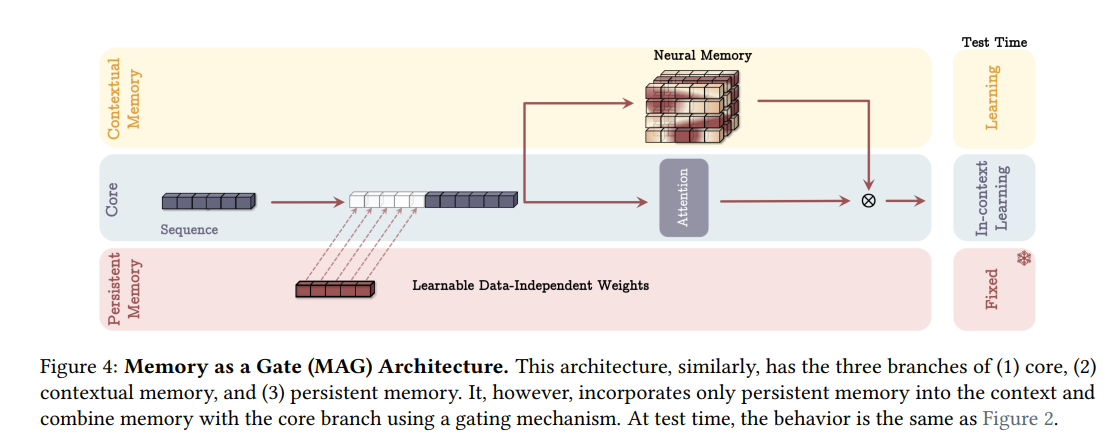 Test Time
Neural Memory
Contextual
Memory
Learning
Core
Sequence
Attention
In-context
Learning
Persistent
Memory
Learnable Data-Independent Weights
Fixed
Figure 4: Memory as a Gate (MAG) Architecture. This architecture, similarly, has the three branches of (1) core, (2)
contextual memory, and (3) persistent memory. It, however, incorporates only persistent memory into the context and
combine memory with the core branch using a gating mechanism. At test time, the behavior is the same as Figure 2.